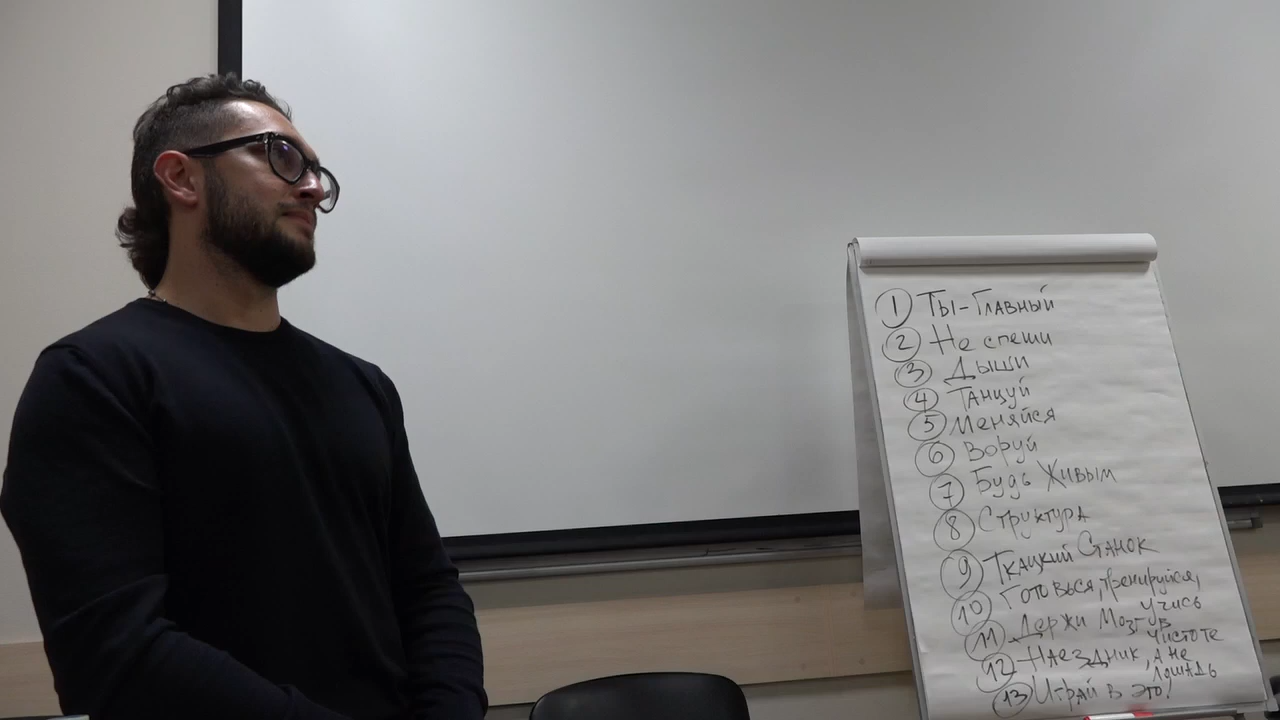 1 Ты-Главный
2 Не спеши
3 Дыши
4 Танцуй
5 Меняйся
6 Воруй
7 Будь Живым
8 Структура
9 Ткацкий Станок
10 Готовься, тренируйся,
Учись
11 Держи Мозг в
Чистоте
12 Наездник, а не
Лошадь
13 Играй в это!